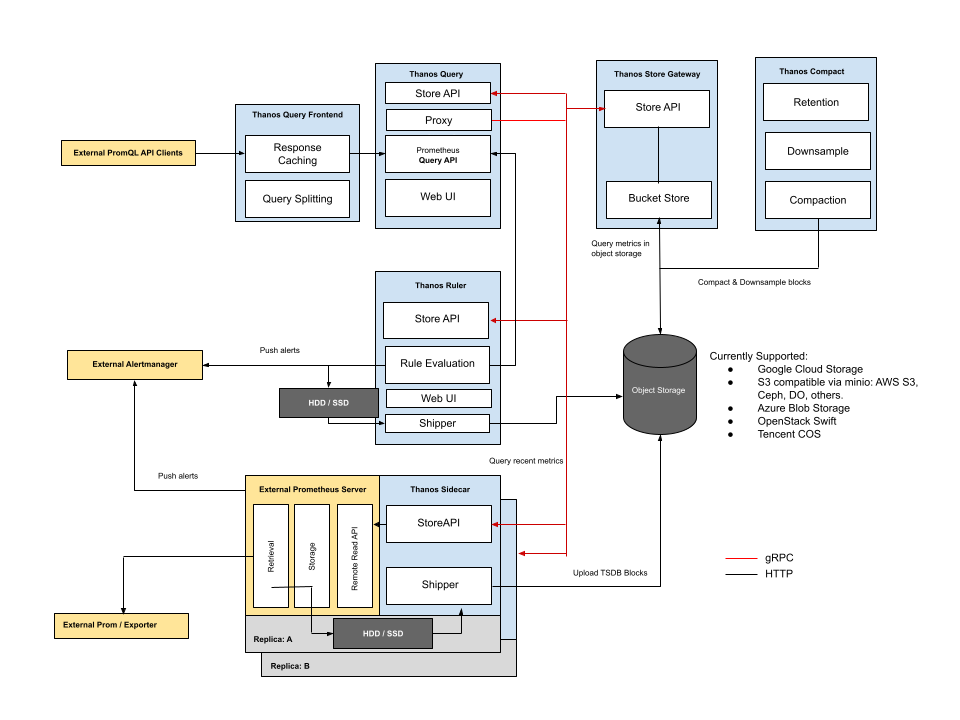 Thanos Query
Store API
Proxy
Prometheus
Query API
Web UI
Thanos Query Frontend
Response
Caching
Query Splitting
External PromQL API Clients
Thanos Store Gateway
Store API
Bucket Store
Thanos Compact
Retention
Downsample
Compaction
Query metrics in
object storage
Compact & Downsample blocks
Thanos Ruler
Store API
Rule Evaluation
Web UI
Shipper
Push alerts
External Alertmanager
HDD / SSD
Object Storage
Currently Supported:
● Google Cloud Storage
● S3 compatible via minio: AWS S3,
Ceph, DO, others.
● Azure Blob Storage
● OpenStack Swift
● Tencent COS
Query recent metrics
Push alerts
External Prometheus Server
Retrieval
Storage
Remote Read API
Thanos Sidecar
StoreAPI
Shipper
Upload TSDB Blocks
gRPC
HTTP
External Prom / Exporter
HDD / SSD
Replica: A
Replica: B